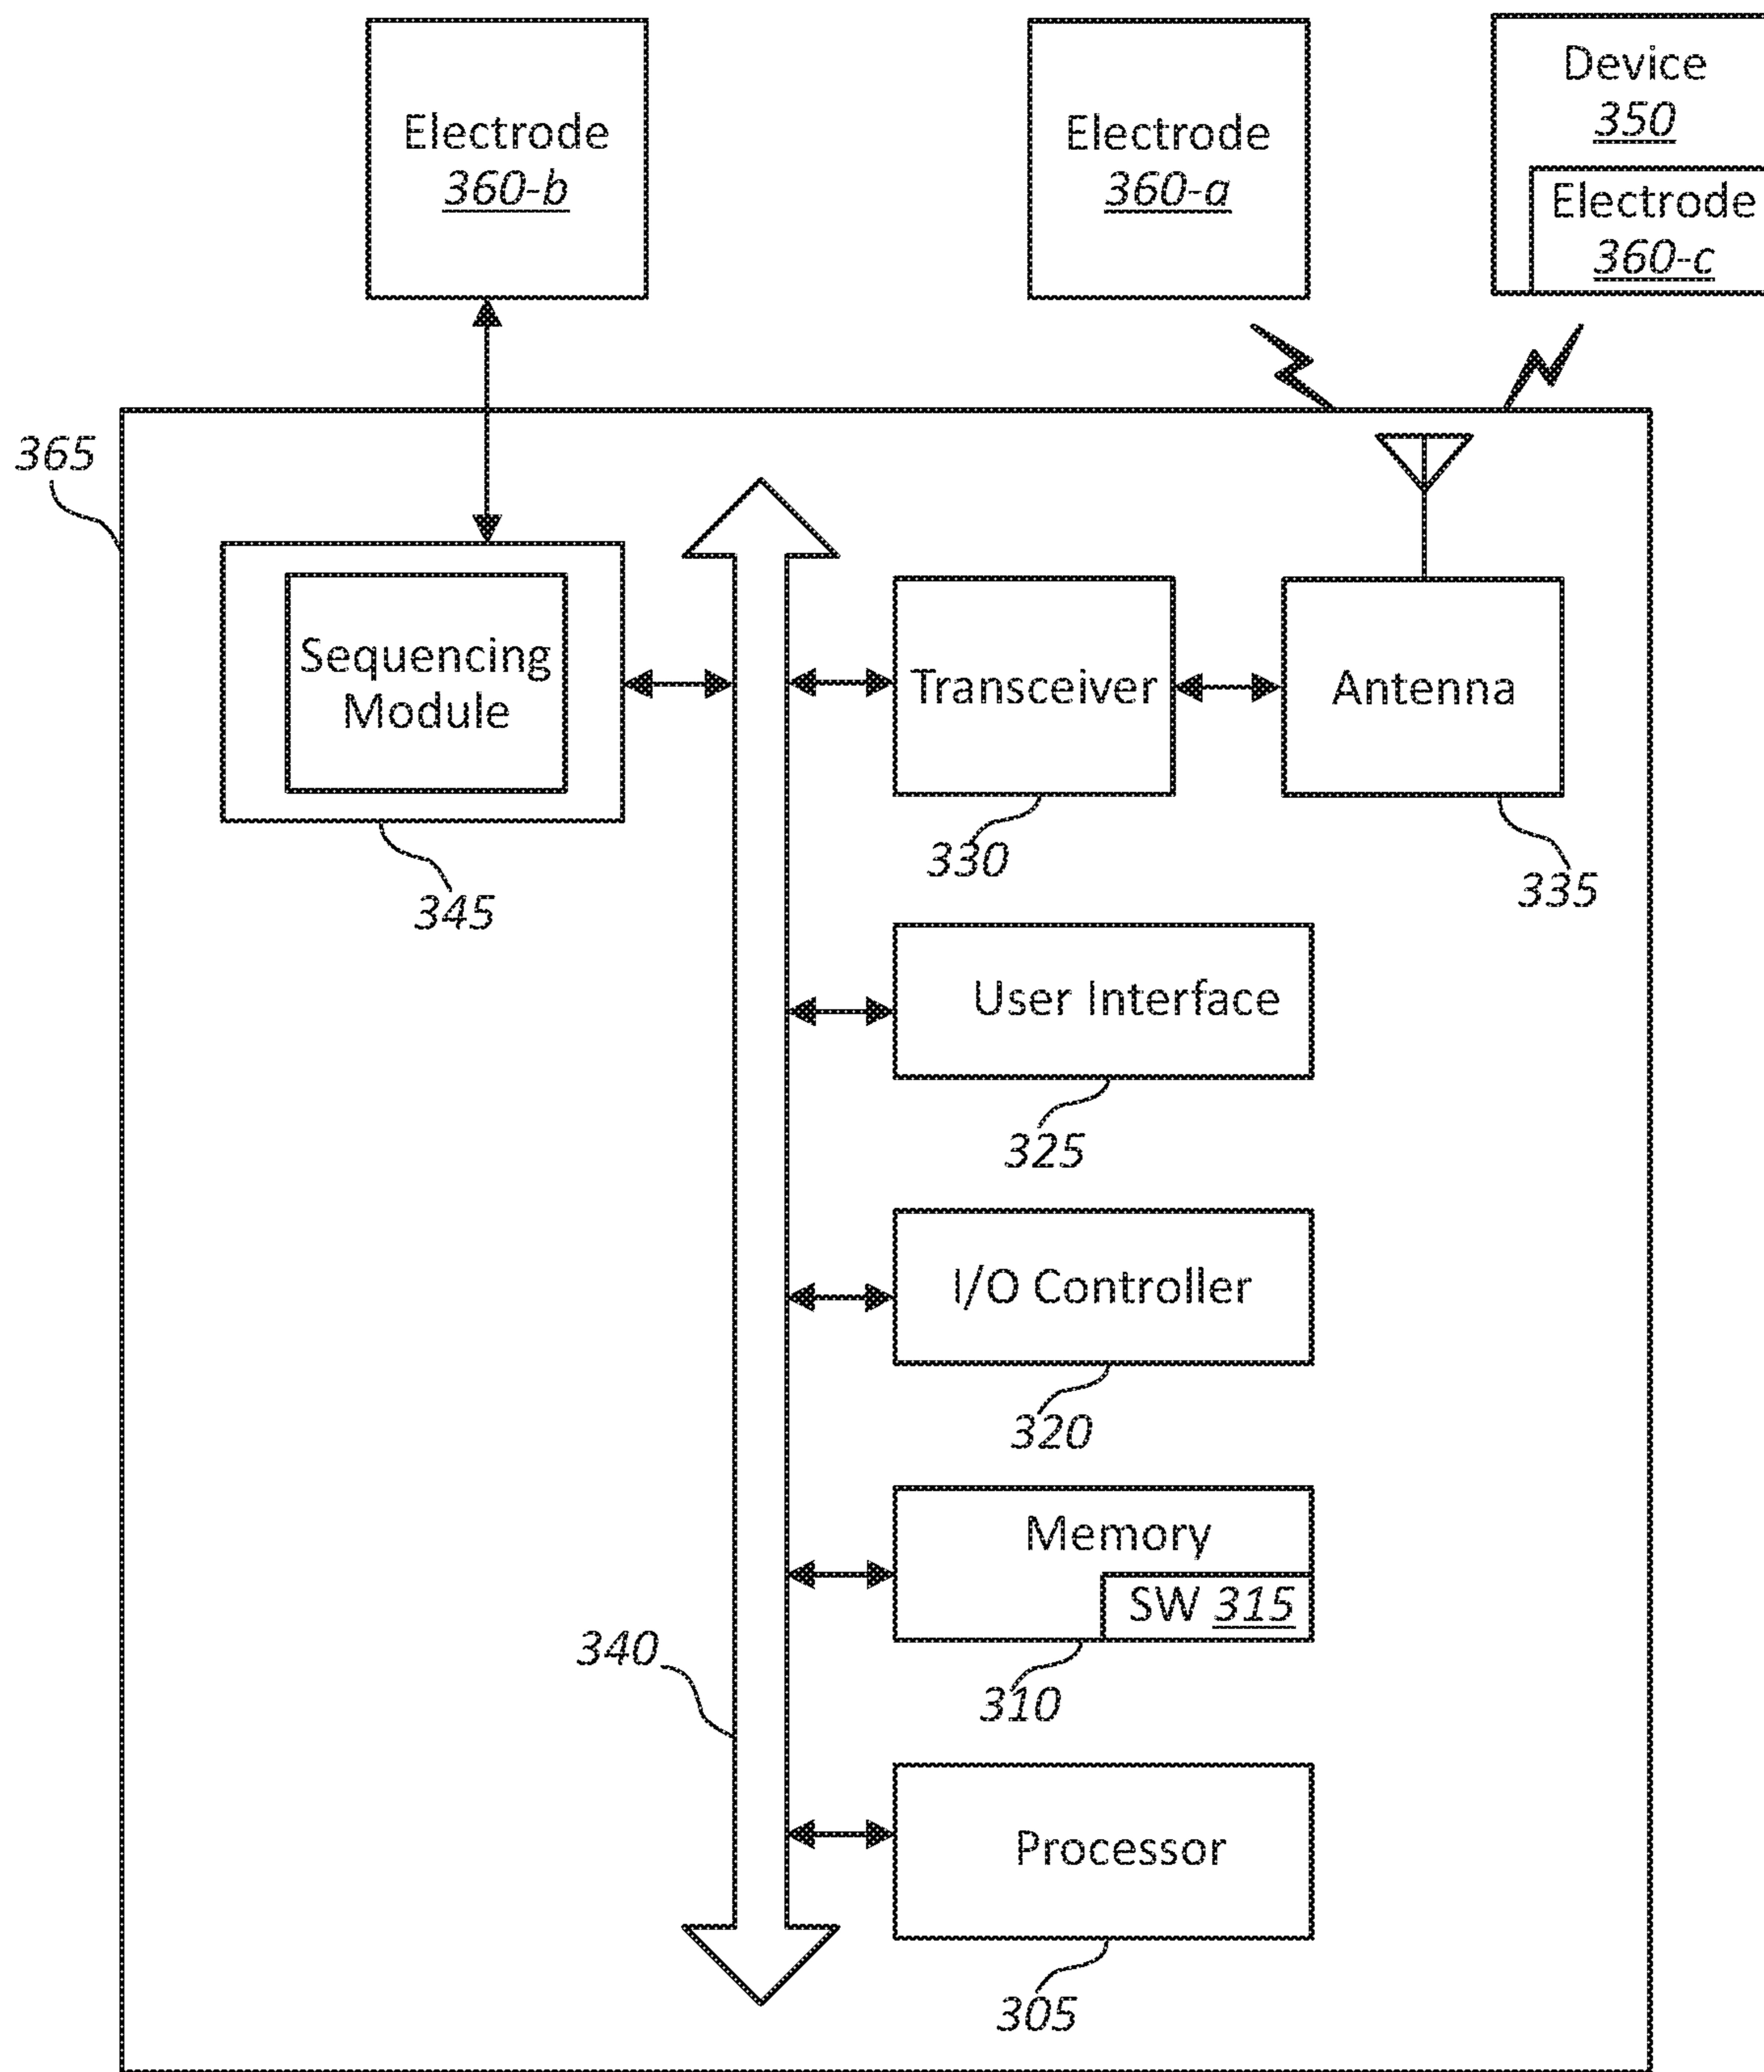 Electrode
360-b
Electrode
360-a
Device
350
Electrode
360-c
365
Sequencing
Module
345
Transceiver
330
Antenna
335
User Interface
325
I/O Controller
320
Memory
SW 315
310
340
Processor
305